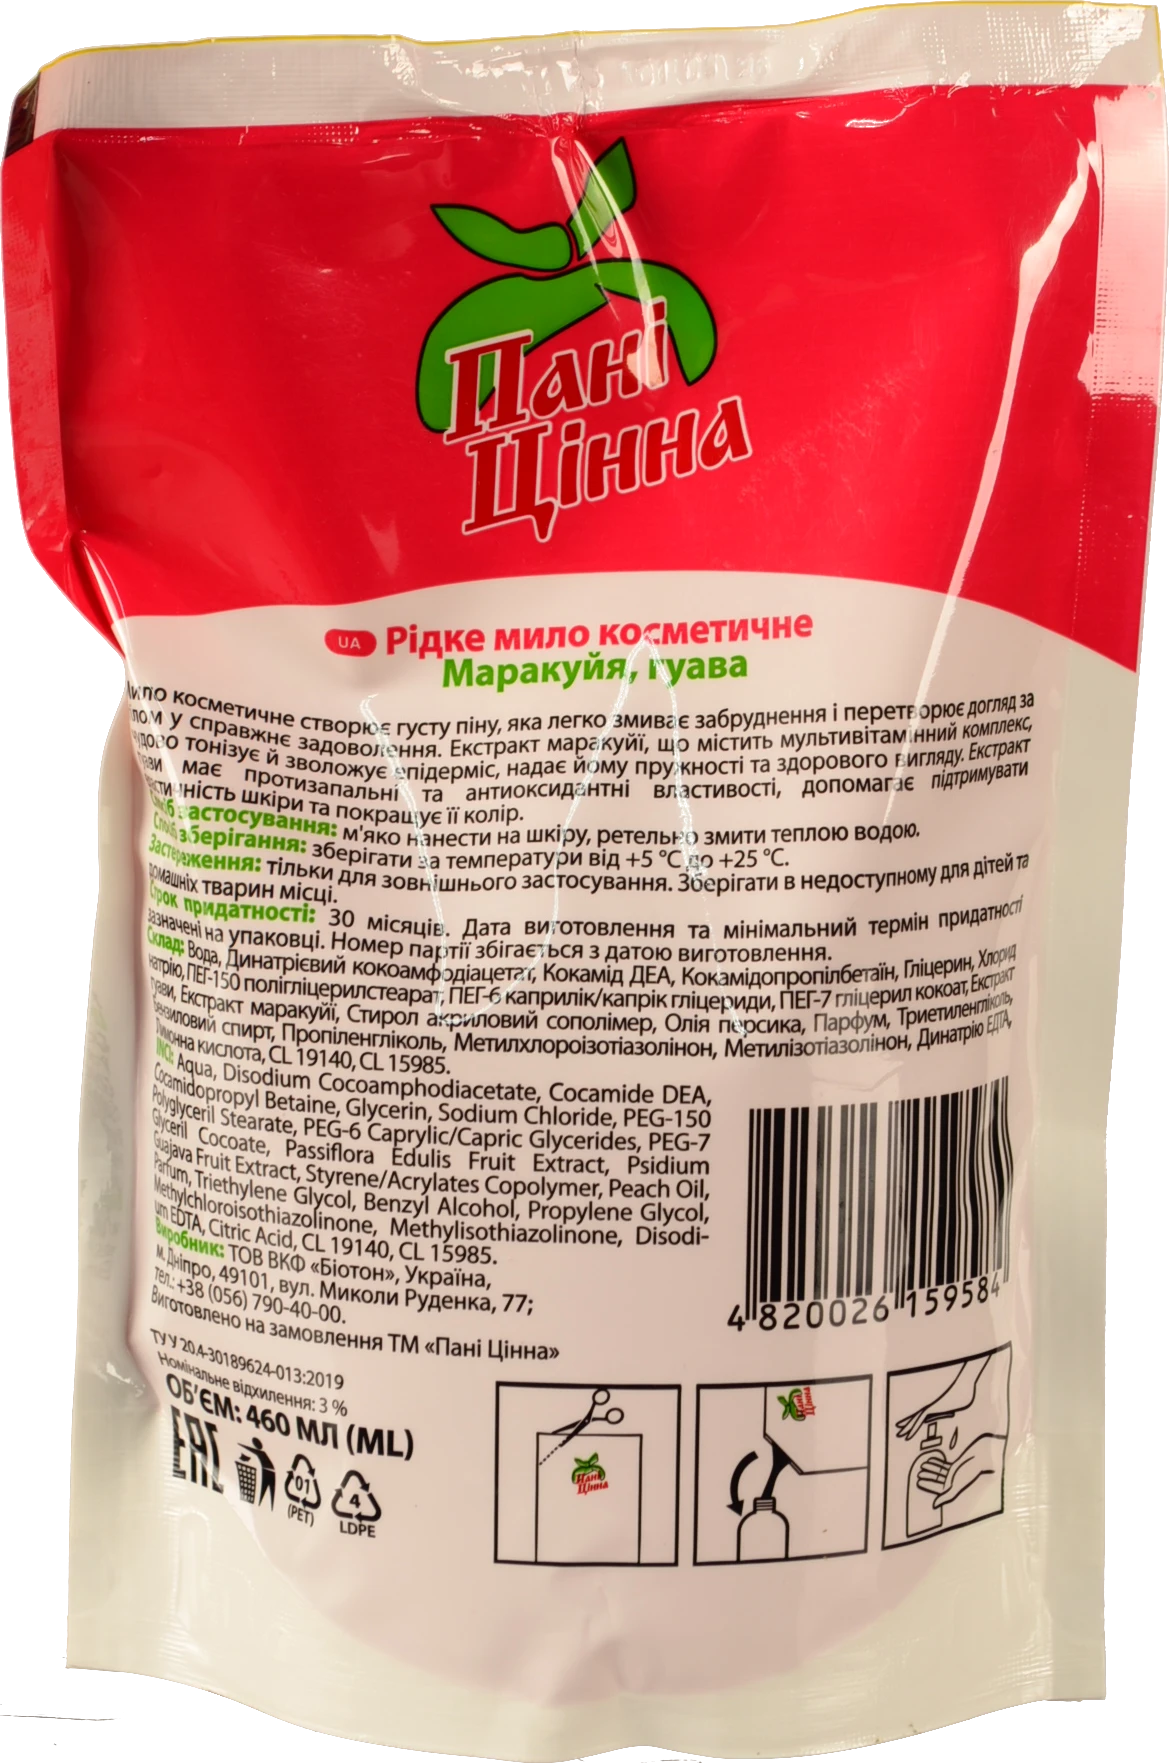 Пані
Цінна
UA Рідке мило косметичне
Маракуйя, гуава
косметичне створює густу піну, яка легко змиває забруднення і перетворює догляд за
у справжнє задоволення. Екстракт маракуйї, що містить мультивітамінний комплекс,
тонізує й зволожує епідерміс, надає йому пружності та здорового вигляду. Екстракт
має протизапальні та антиоксидантні властивості, допомагає підтримувати
шкіри та покращує її колір.
застосування: м'яко нанести на шкіру, ретельно змити теплою водою.
Спосіб зберігання: зберігати за температури від +5 °С до +25 °С.
Застереження: тільки для зовнішнього застосування. Зберігати в недоступному для дітей та
домашніх тварин місці.
Строк придатності: 30 місяців. Дата виготовлення та мінімальний термін придатності
зазначені на упаковці. Номер партії збігається з датою виготовлення.
Склад: Вода, Динатрієвий кокоамфодіацетат, Кокамід ДЕА, Кокамідопропілбетаїн, Гліцерин, Хлорид
натрію, ПЕГ-150 полігліцерилстеарат, ПЕГ-6 каприлік/капрік гліцериди, ПЕГ-7 гліцерил кокоат, Екстракт
гуави, Екстракт маракуйї, Стирол акриловий сополімер, Олія персика, Парфум, Триетиленгліколь,
Бензиловий спирт, Пропіленгліколь, Метилхлороізотіазолінон, Метилізотіазолінон, Динатрію ЕДТА,
Лимонна кислота, CL 19140, CL 15985.
INCI: Aqua, Disodium Cocoamphodiacetate, Cocamide DEA,
Cocamidopropyl Betaine, Glycerin, Sodium Chloride, PEG-150
Polyglyceril Stearate, PEG-6 Caprylic/Capric Glycerides, PEG-7
Glyceril Cocoate, Passiflora Edulis Fruit Extract, Psidium
Guajava Fruit Extract, Styrene/Acrylates Copolymer, Peach Oil,
Parfum, Triethylene Glycol, Benzyl Alcohol, Propylene Glycol,
Methylchloroisothiazolinone, Methylisothiazolinone, Disodi-
um EDTA, Citric Acid, CL 19140, CL 15985.
Виробник: ТОВ ВКФ «Біотон», Україна,
м. Дніпро, 49101, вул. Миколи Руденка, 77;
тел.: +38 (056) 790-40-00.
Виготовлено на замовлення ТМ «Пані Цінна»
4 820026 159584
ТУ У 20.4-30189624-013:2019
Номінальне відхилення: 3 %
ОБ'ЄМ: 460 МЛ (ML)
EAC
01
(PET)
4
LDPE
Пані
Цінна
Пані
Цінна